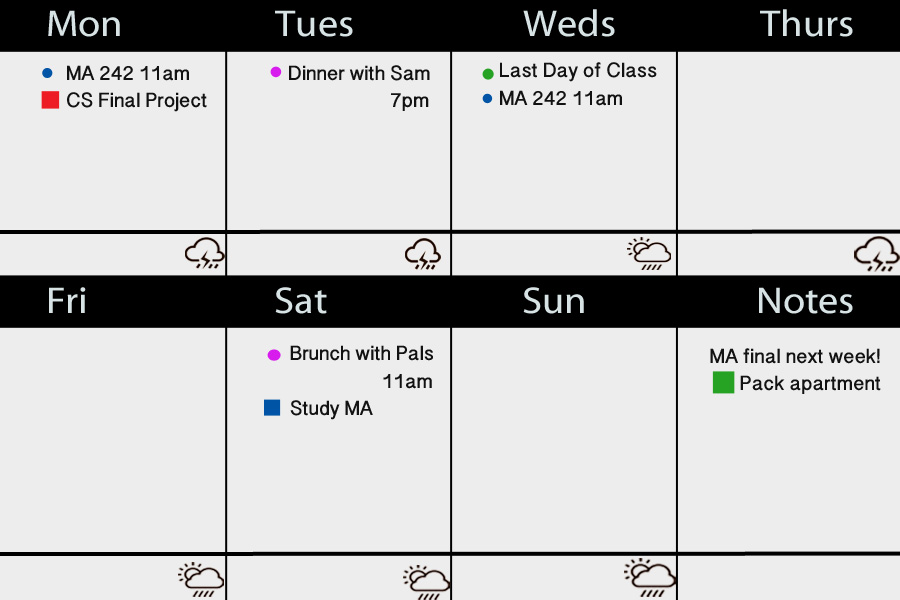 Mon
MA 242 11am
CS Final Project
Tues
Dinner with Sam
7pm
Weds
Last Day of Class
MA 242 11am
Thurs
Fri
Sat
Brunch with Pals
11am
Study MA
Sun
Notes
MA final next week!
Pack apartment